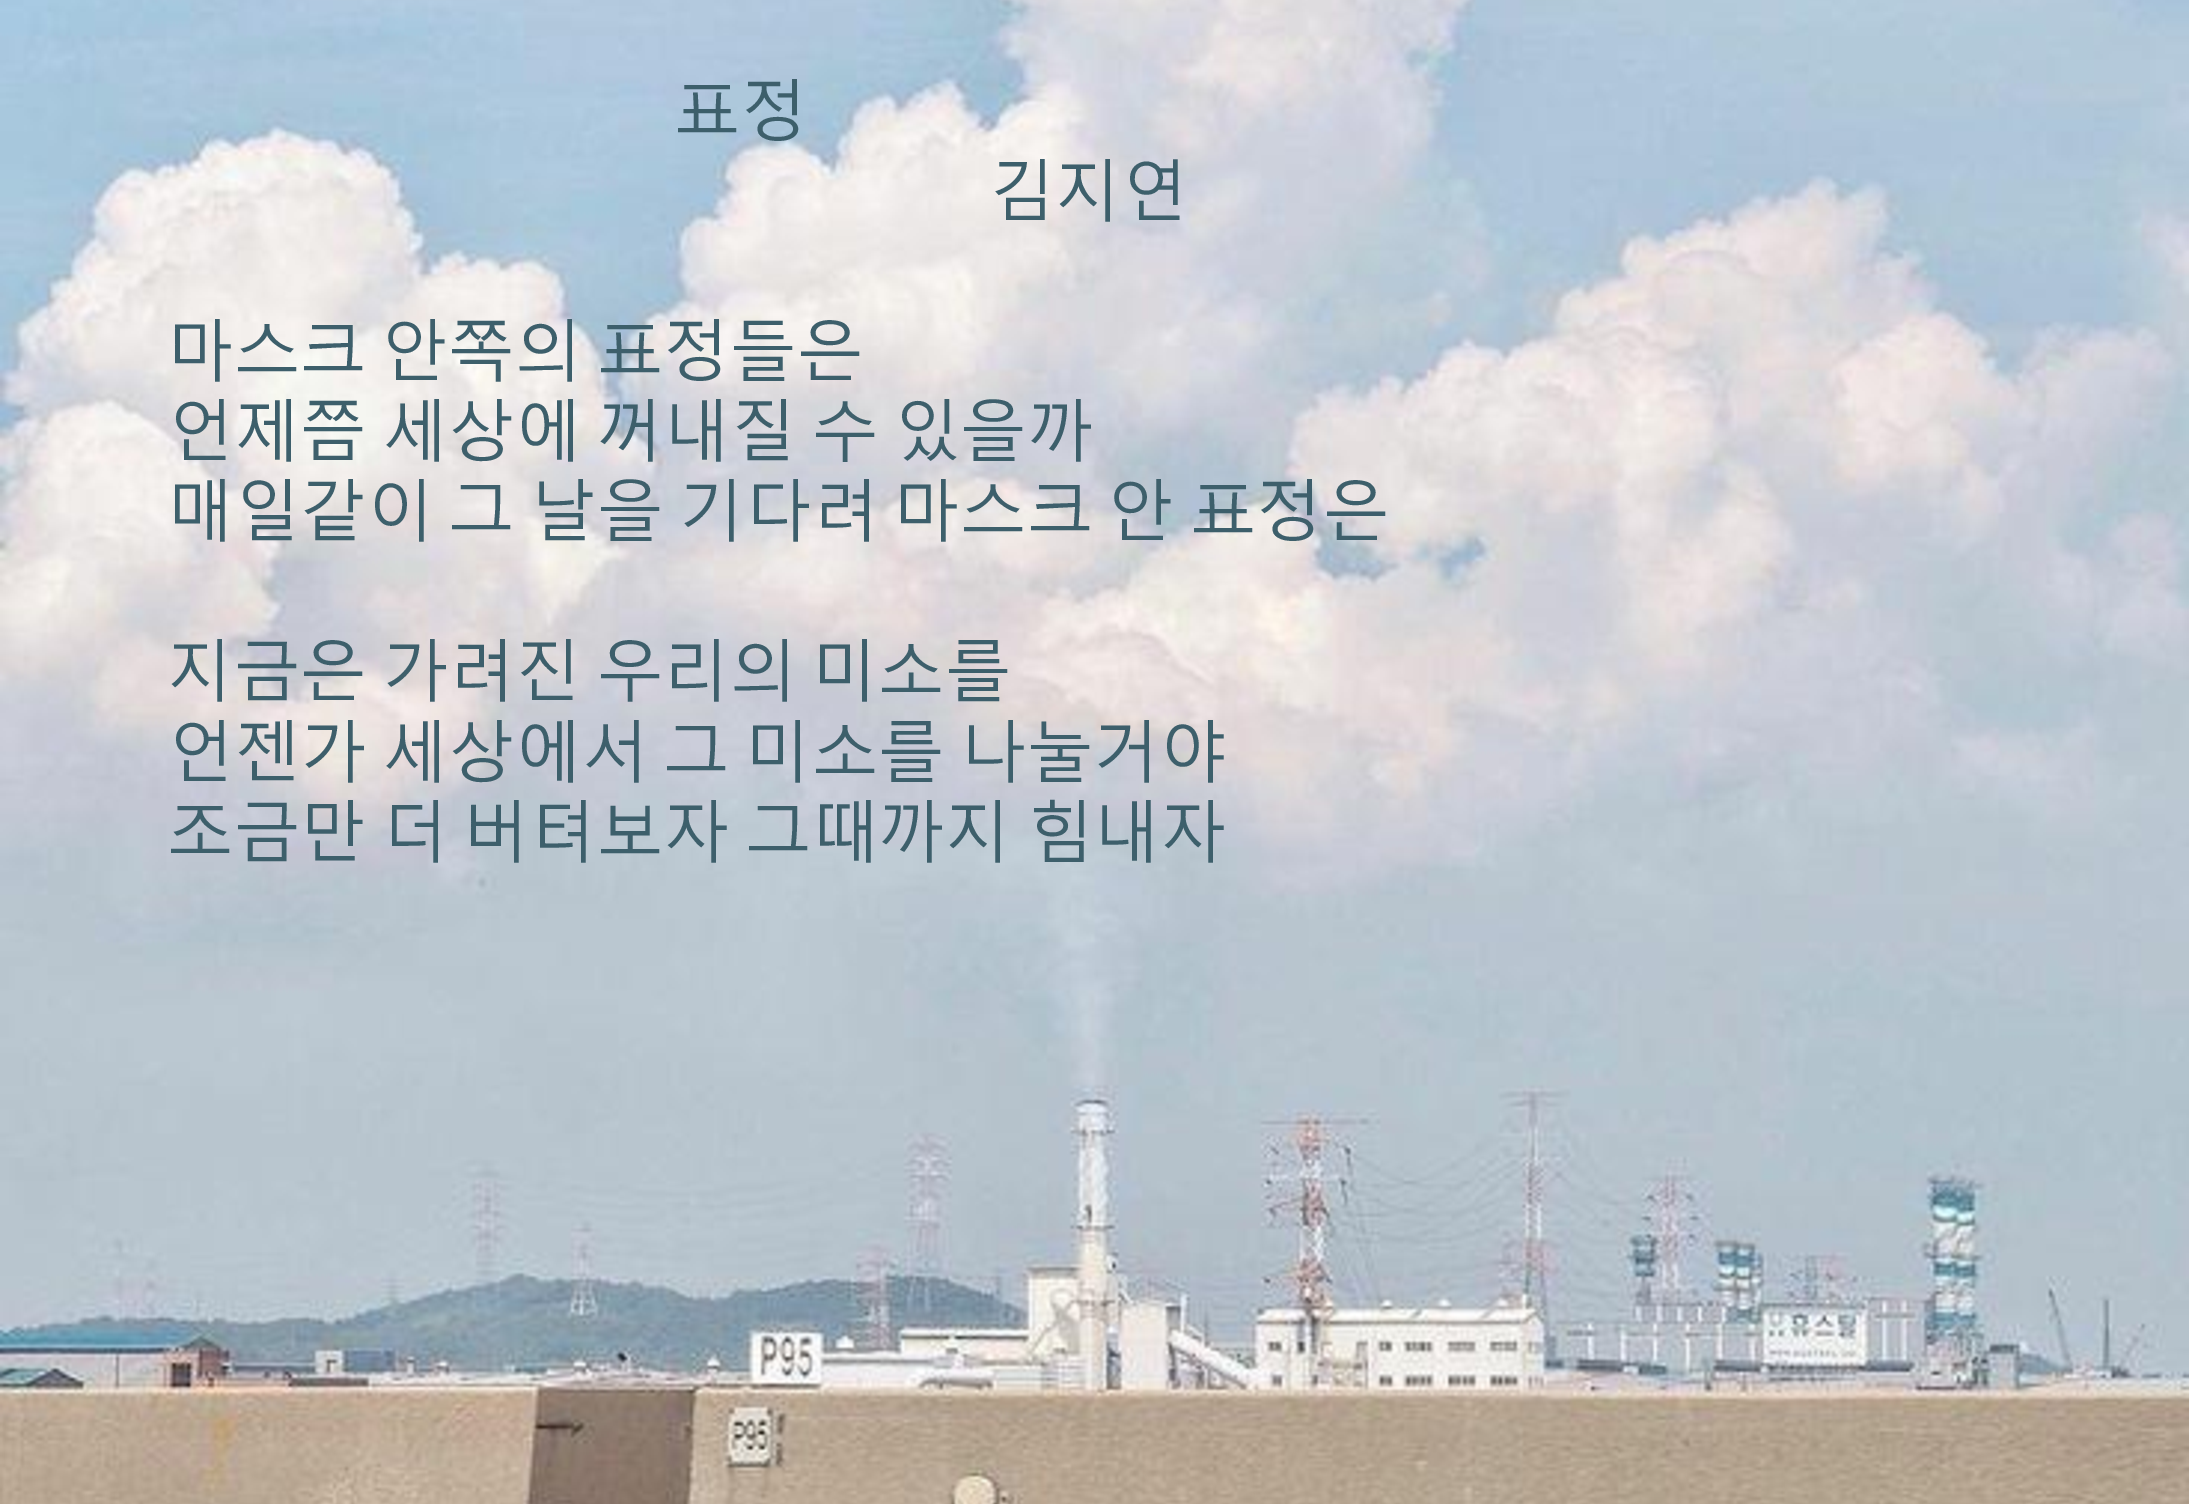 표정
김지연
마스크 안쪽의 표정들은
언제쯤 세상에 꺼내질 수 있을까
매일같이 그 날을 기다려 마스크 안 표정은
지금은 가려진 우리의 미소를
언젠가 세상에서 그 미소를 나눌거야
조금만 더 버텨보자 그때까지 힘내자
휴스틸
P95
P95